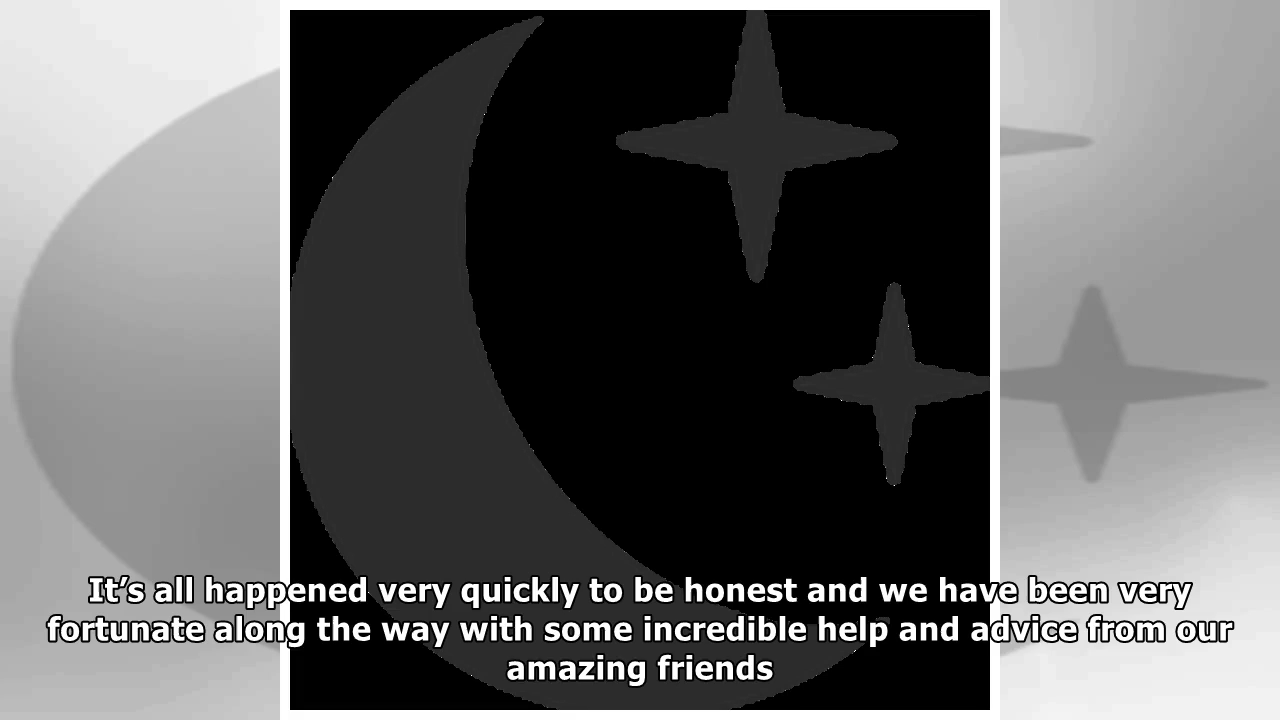 It’s all happened very quickly to be honest and we have been very
fortunate along the way with some incredible help and advice from our
amazing friends